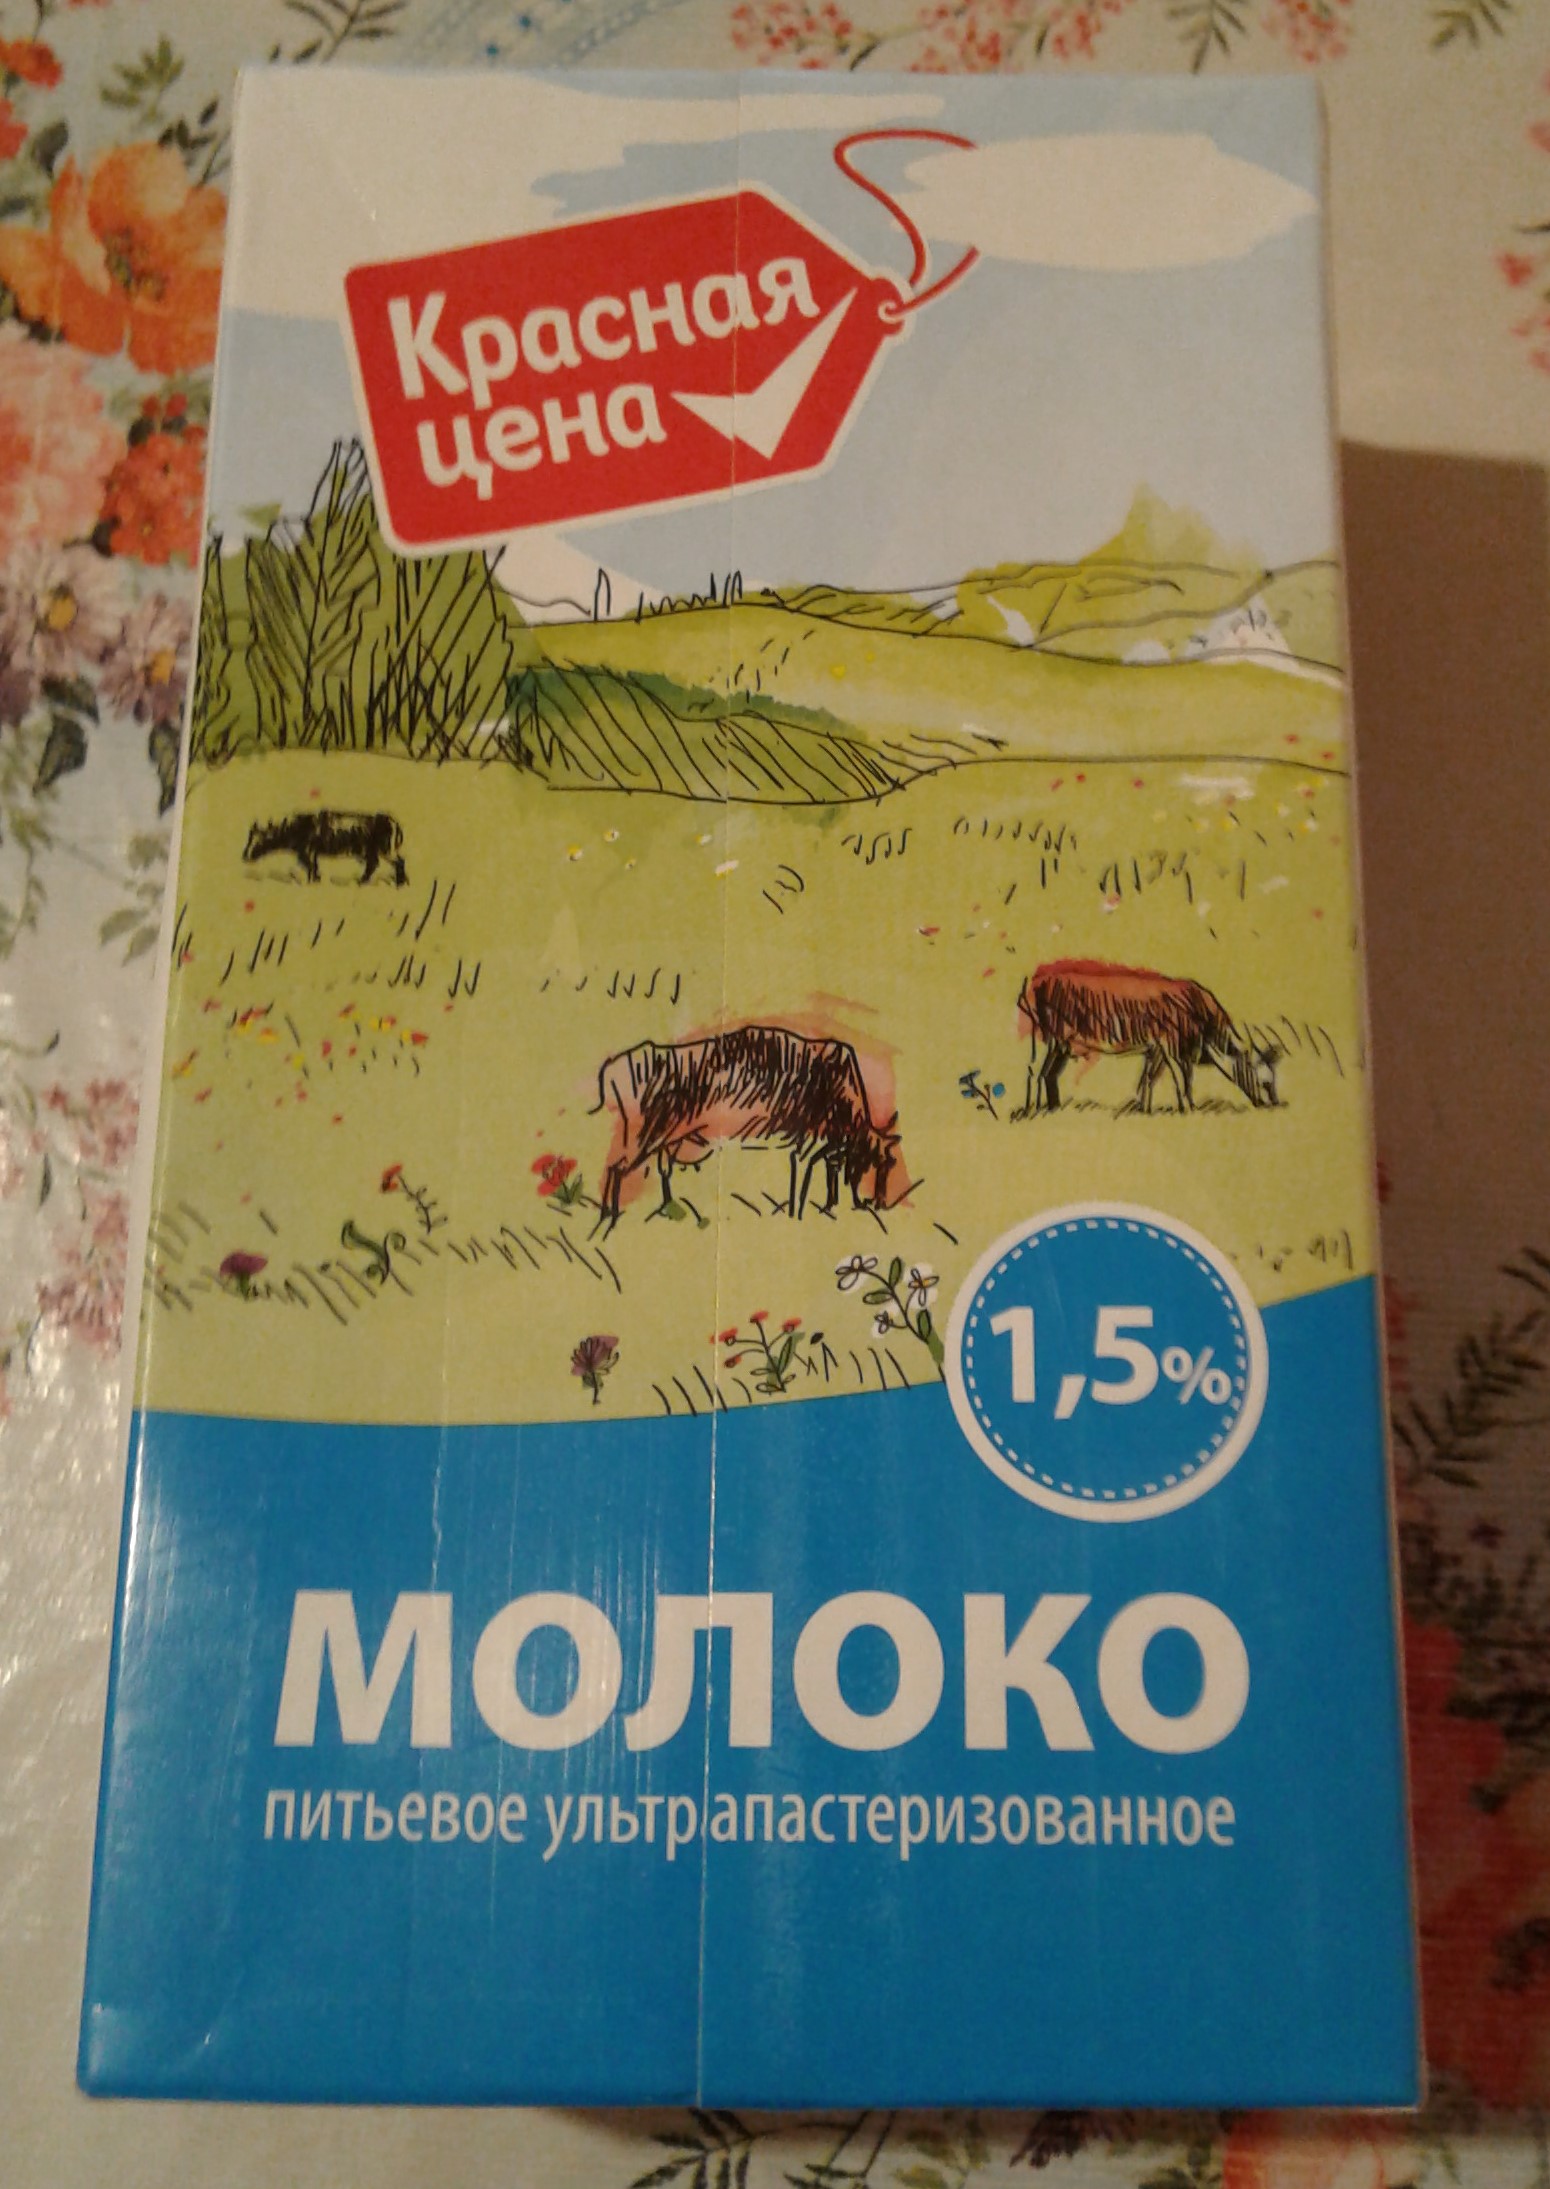 Красная
цена
1,5%
МОЛОКО
питьевое ультрапастеризованное